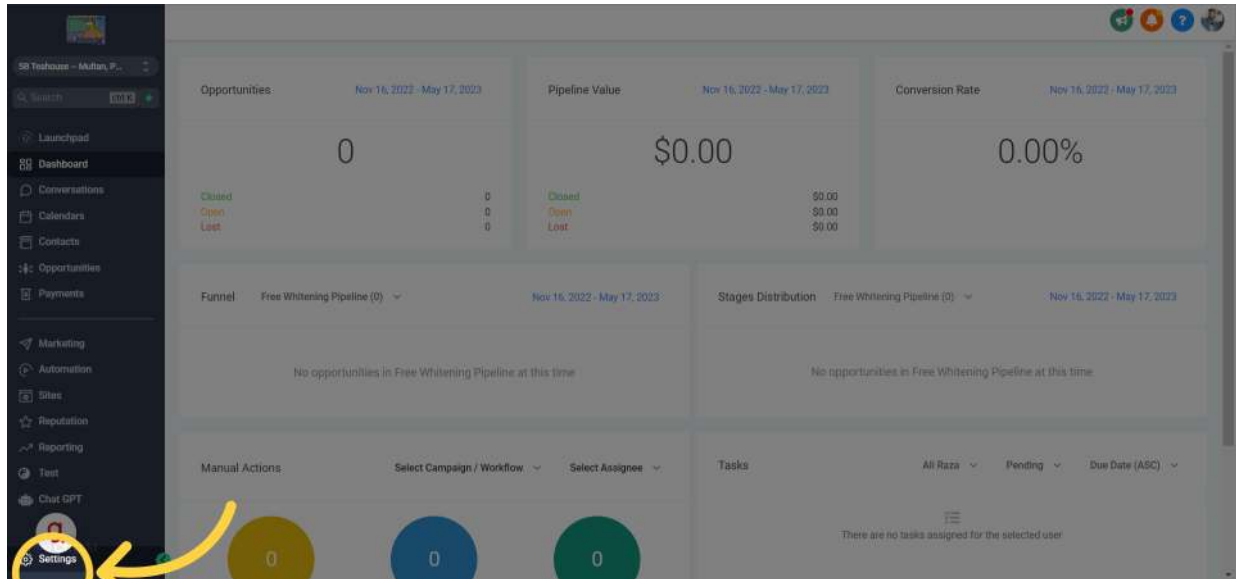 SB Toshouse – Multan, P...
Search ctrl K
Launchpad
Dashboard
Conversations
Calendars
Contacts
Opportunities
Payments
Marketing
Automation
Sites
Reputation
Reporting
Test
Chat GPT
Settings
Opportunities Nov 16, 2022 - May 17, 2023
0
Closed 0
Open 0
Lost 0
Pipeline Value Nov 16, 2022 - May 17, 2023
$0.00
Closed $0.00
Open $0.00
Lost $0.00
Conversion Rate Nov 16, 2022 - May 17, 2023
0.00%
Funnel Free Whitening Pipeline (0) Nov 16, 2022 - May 17, 2023
No opportunities in Free Whitening Pipeline at this time
Stages Distribution Free Whitening Pipeline (0) Nov 16, 2022 - May 17, 2023
No opportunities in Free Whitening Pipeline at this time
Manual Actions Select Campaign / Workflow Select Assignee
0 0 0
Tasks Ali Raza Pending Due Date (ASC)
There are no tasks assigned for the selected user